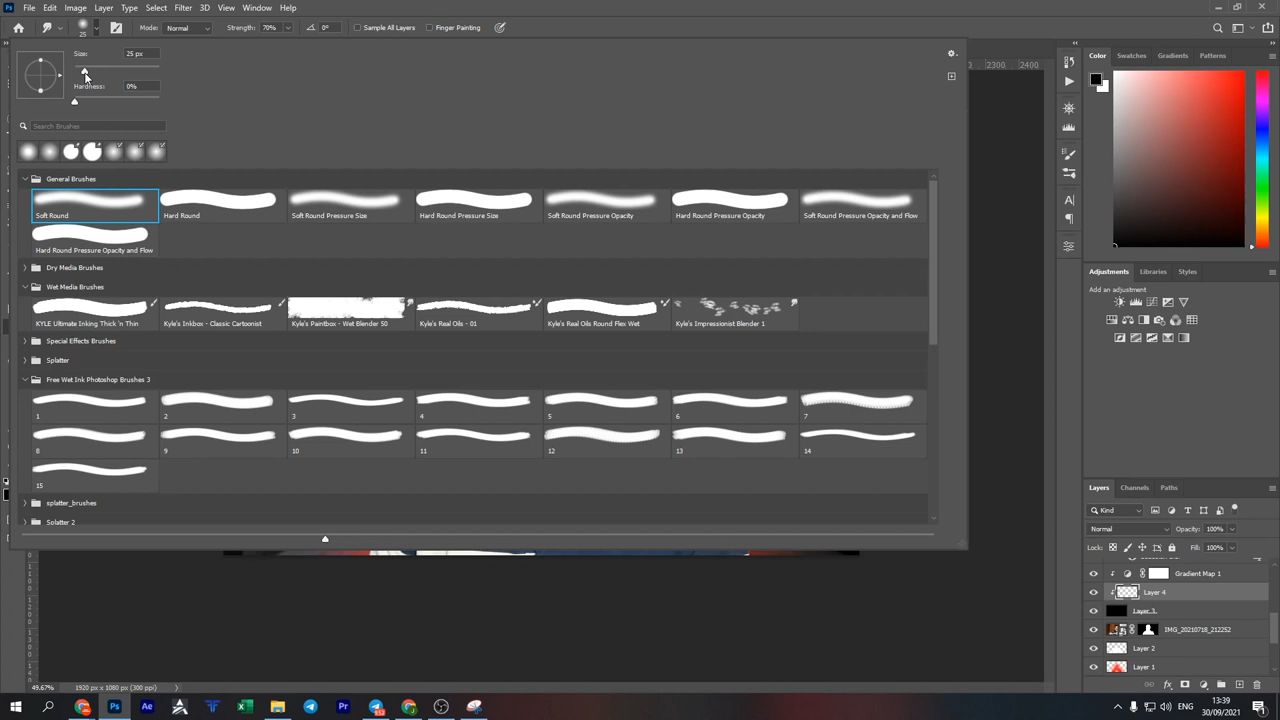 Ps File Edit Image Layer Type Select Filter 3D View Window Help
25 Mode: Normal Strength: 70% 0° Sample All Layers Finger Painting
Size: 25 px
Hardness: 0%
Search Brushes
General Brushes
Soft Round Hard Round Soft Round Pressure Size Hard Round Pressure Size Soft Round Pressure Opacity Hard Round Pressure Opacity Soft Round Pressure Opacity and Flow
Hard Round Pressure Opacity and Flow
Dry Media Brushes
Wet Media Brushes
KYLE Ultimate Inking Thick 'n Thin Kyle's Inkbox - Classic Cartoonist Kyle's Paintbox - Wet Blender 50 Kyle's Real Oils - 01 Kyle's Real Oils Round Flex Wet Kyle's Impressionist Blender 1
Special Effects Brushes
Splatter
Free Wet Ink Photoshop Brushes 3
1 2 3 4 5 6 7
8 9 10 11 12 13 14
15
splatter_brushes
Splatter 2
2300 2400
Color Swatches Gradients Patterns
Adjustments Libraries Styles
Add an adjustment
Layers Channels Paths
Kind
Normal Opacity: 100%
Lock: Fill: 100%
Gradient Map 1
Layer 4
Layer 3
IMG_20210718_212252
Layer 2
Layer 1
49.67% 1920 px x 1080 px (300 ppi)
Ps Ae Pr
13:39
30/09/2021